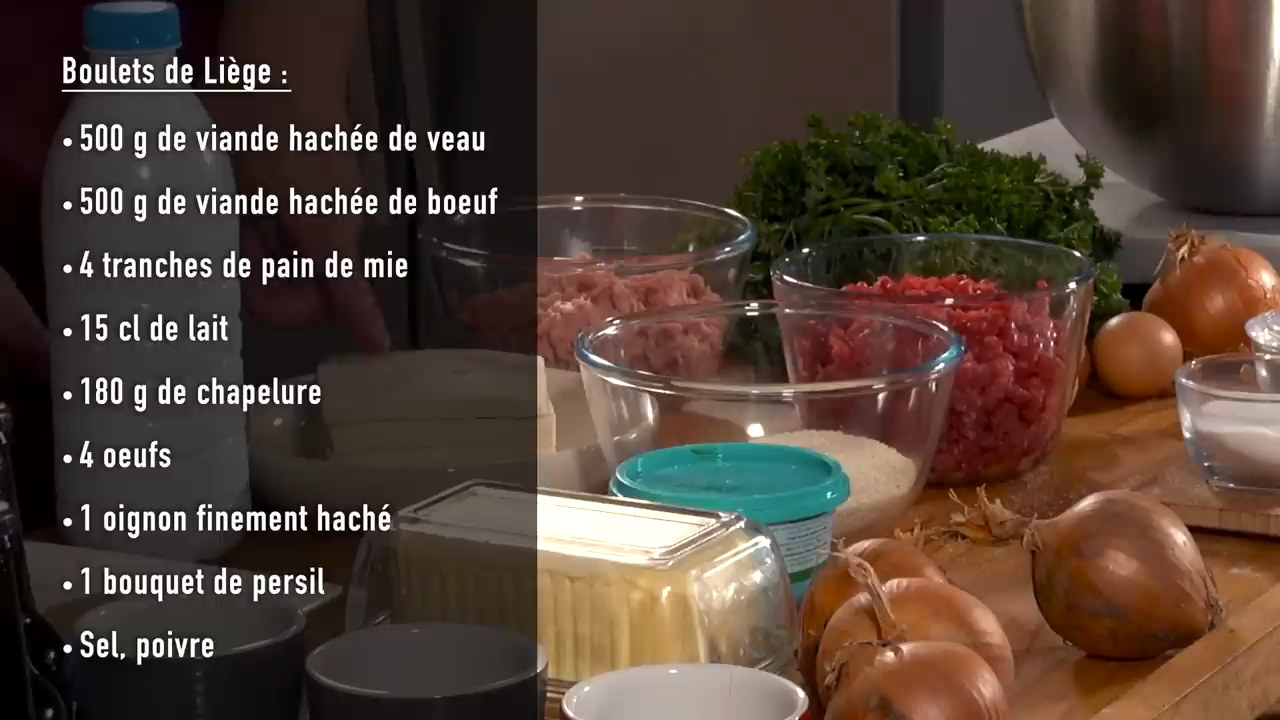 Boulets de Liège :
• 500 g de viande hachée de veau
• 500 g de viande hachée de boeuf
• 4 tranches de pain de mie
• 15 cl de lait
• 180 g de chapelure
• 4 oeufs
• 1 oignon finement haché
• 1 bouquet de persil
• Sel, poivre